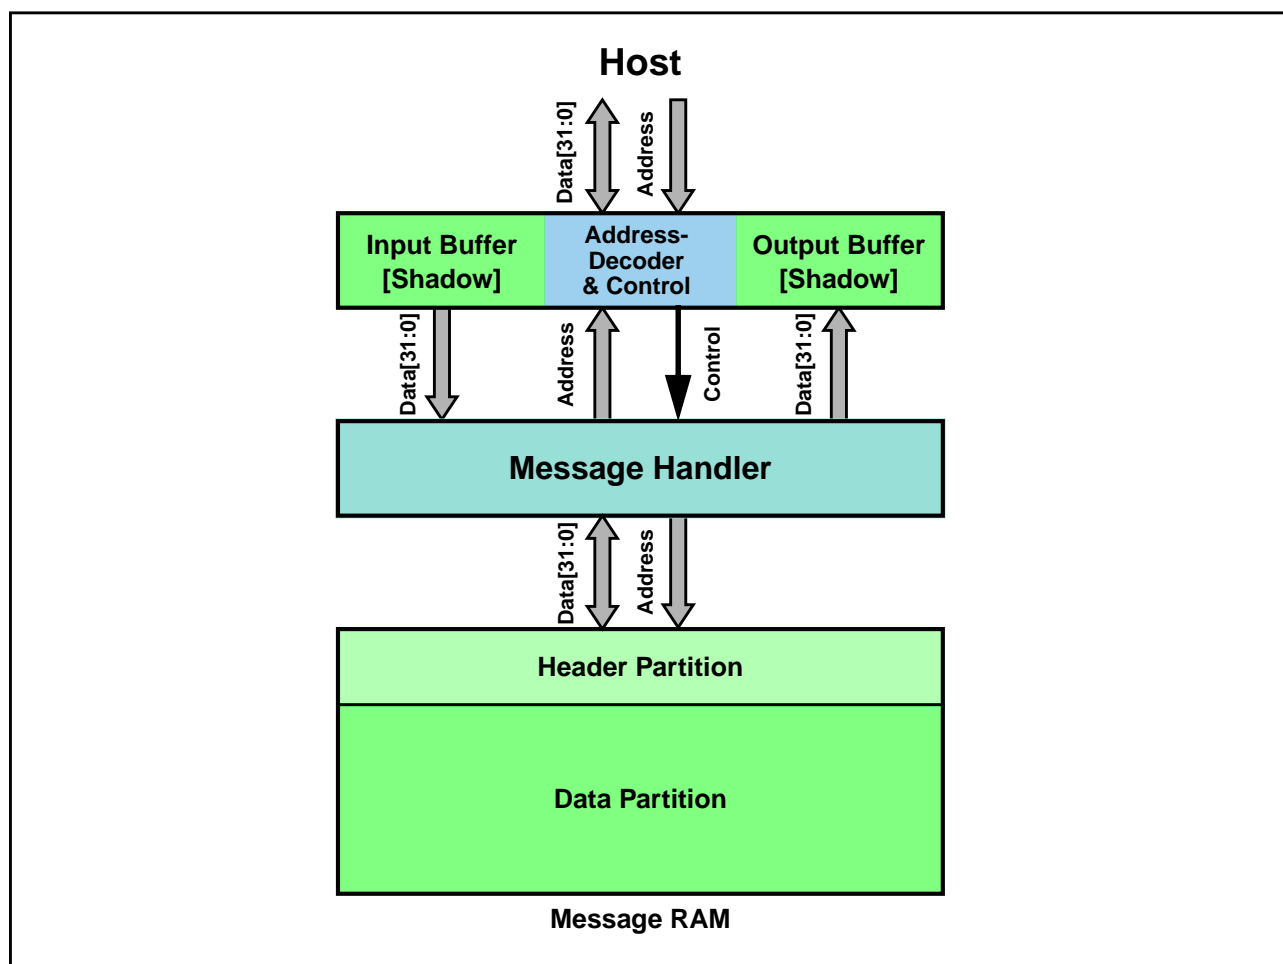 Host
Data[31:0]
Address
Input Buffer
[Shadow]
Address-
Decoder
& Control
Output Buffer
[Shadow]
Data[31:0]
Address
Control
Data[31:0]
Message Handler
Data[31:0]
Address
Header Partition
Data Partition
Message RAM